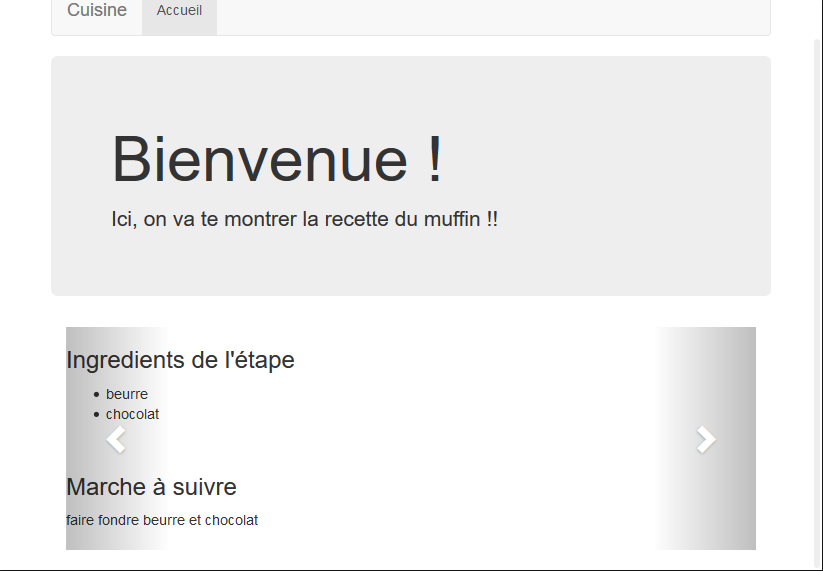 Cuisine Accueil
Bienvenue !
Ici, on va te montrer la recette du muffin !!
Ingredients de l'étape
beurre
chocolat
Marche à suivre
faire fondre beurre et chocolat